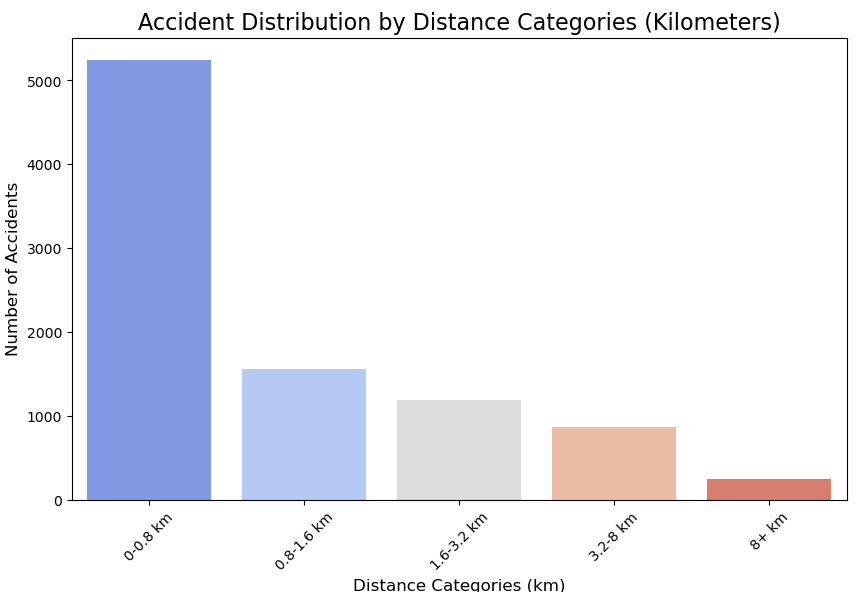 Accident Distribution by Distance Categories (Kilometers)
Number of Accidents
5000
4000
3000
2000
1000
0
0-0.8 km
0.8-1.6 km
1.6-3.2 km
3.2-8 km
8+ km
Distance Categories (km)